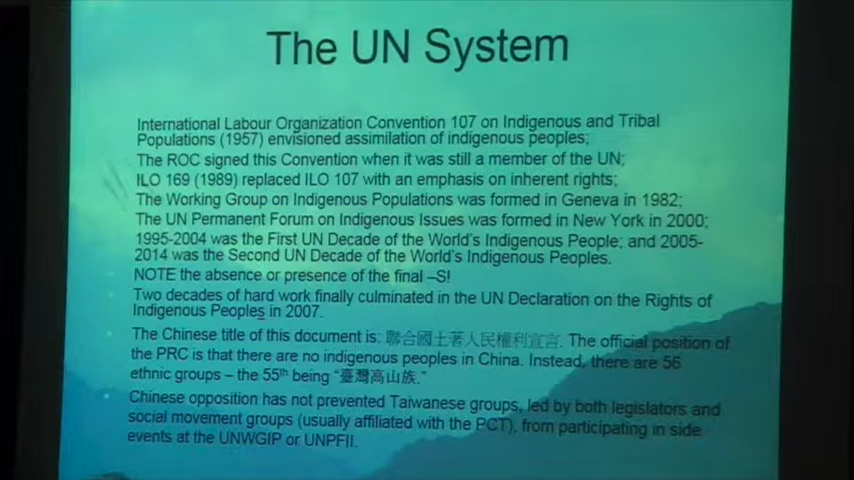 The UN System
International Labour Organization Convention 107 on Indigenous and Tribal
Populations (1957) envisioned assimilation of indigenous peoples;
The ROC signed this Convention when it was still a member of the UN;
ILO 169 (1989) replaced ILO 107 with an emphasis on inherent rights;
The Working Group on Indigenous Populations was formed in Geneva in 1982;
The UN Permanent Forum on Indigenous Issues was formed in New York in 2000;
1995-2004 was the First UN Decade of the World's Indigenous People; and 2005-
2014 was the Second UN Decade of the World's Indigenous Peoples.
NOTE the absence or presence of the final –S!
Two decades of hard work finally culminated in the UN Declaration on the Rights of
Indigenous Peoples in 2007.
The Chinese title of this document is: 聯合國土著人民權利宣言. The official position of
the PRC is that there are no indigenous peoples in China. Instead, there are 56
ethnic groups – the 55th being "臺灣高山族."
Chinese opposition has not prevented Taiwanese groups, led by both legislators and
social movement groups (usually affiliated with the PCT), from participating in side
events at the UNWGIP or UNPFII.